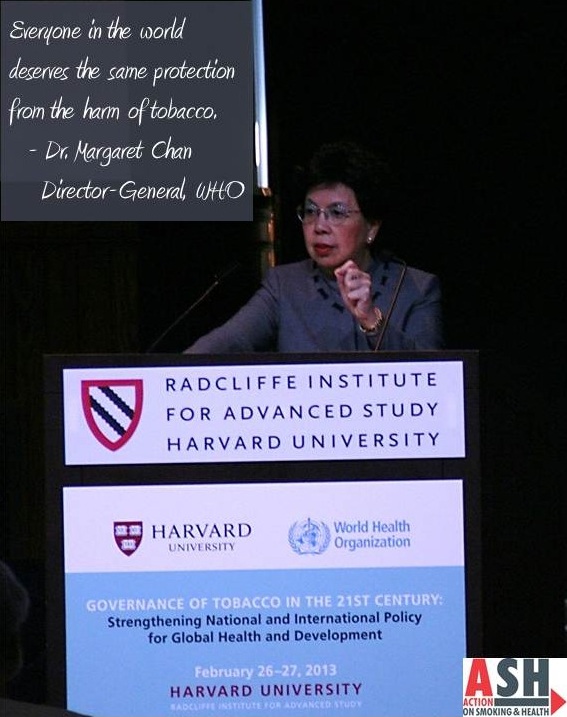 Everyone in the world
deserves the same protection
from the harm of tobacco.
- Dr. Margaret Chan
Director-General, WHO
RADCLIFFE INSTITUTE
FOR ADVANCED STUDY
HARVARD UNIVERSITY
HARVARD
UNIVERSITY
World Health
Organization
GOVERNANCE OF TOBACCO IN THE 21ST CENTURY:
Strengthening National and International Policy
for Global Health and Development
February 26–27, 2013
HARVARD UNIVERSITY
RADCLIFFE INSTITUTE FOR ADVANCED STUDY
ASH
ACTION
ON SMOKING & HEALTH